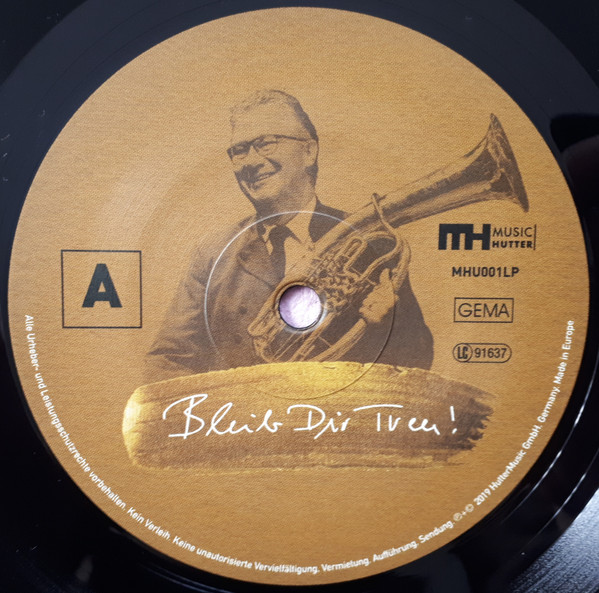 A
MH MUSIC
HUTTER
MHU001LP
GEMA
LC 91637
Bleib Dir Treu!
Alle Urheber- und Leistungsschutzrechte vorbehalten. Kein Verleih. Keine unautorisierte Vervielfältigung. Vermietung. Aufführung. Sendung. ℗+© 2019 HutterMusic GmbH, Germany. Made in Europe